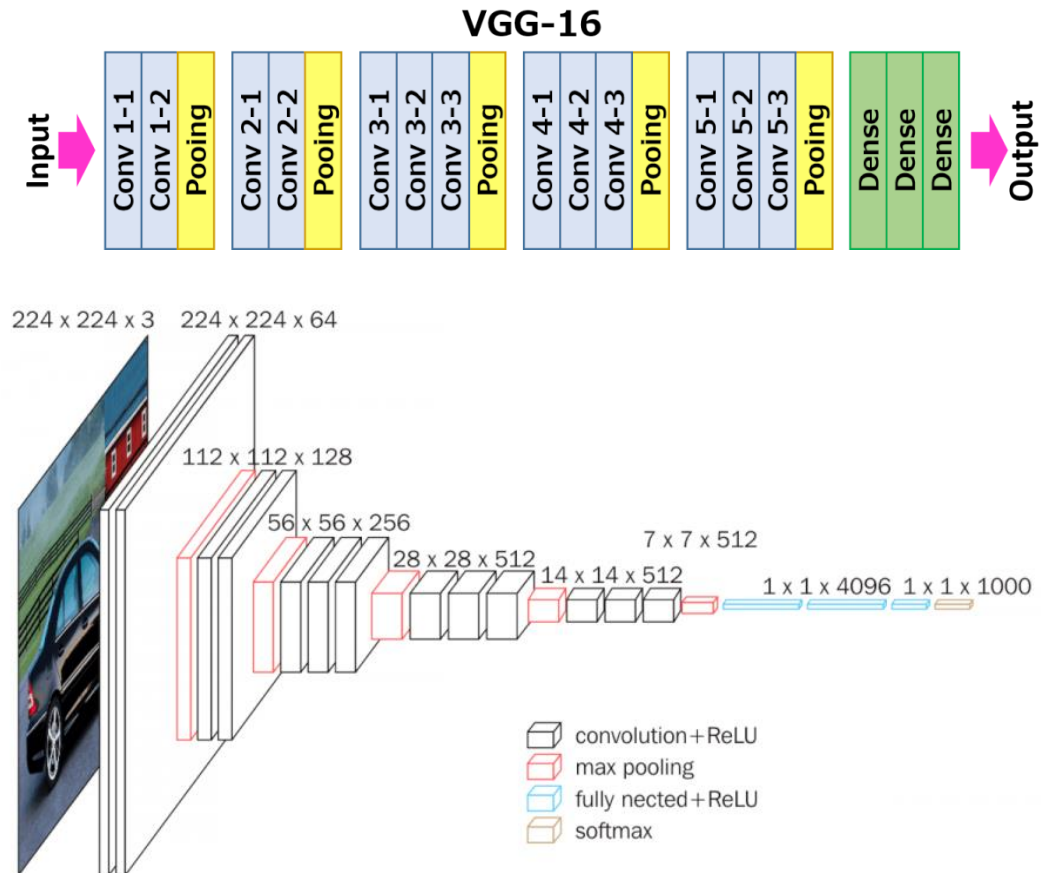 VGG-16
Input
Conv 1-1
Conv 1-2
Pooing
Conv 2-1
Conv 2-2
Pooing
Conv 3-1
Conv 3-2
Conv 3-3
Pooing
Conv 4-1
Conv 4-2
Conv 4-3
Pooing
Conv 5-1
Conv 5-2
Conv 5-3
Pooing
Dense
Dense
Dense
Output
224 x 224 x 3
224 x 224 x 64
112 x 112 x 128
56 x 56 x 256
28 x 28 x 512
14 x 14 x 512
7 x 7 x 512
1 x 1 x 4096
1 x 1 x 1000
convolution+ReLU
max pooling
fully nected+ReLU
softmax